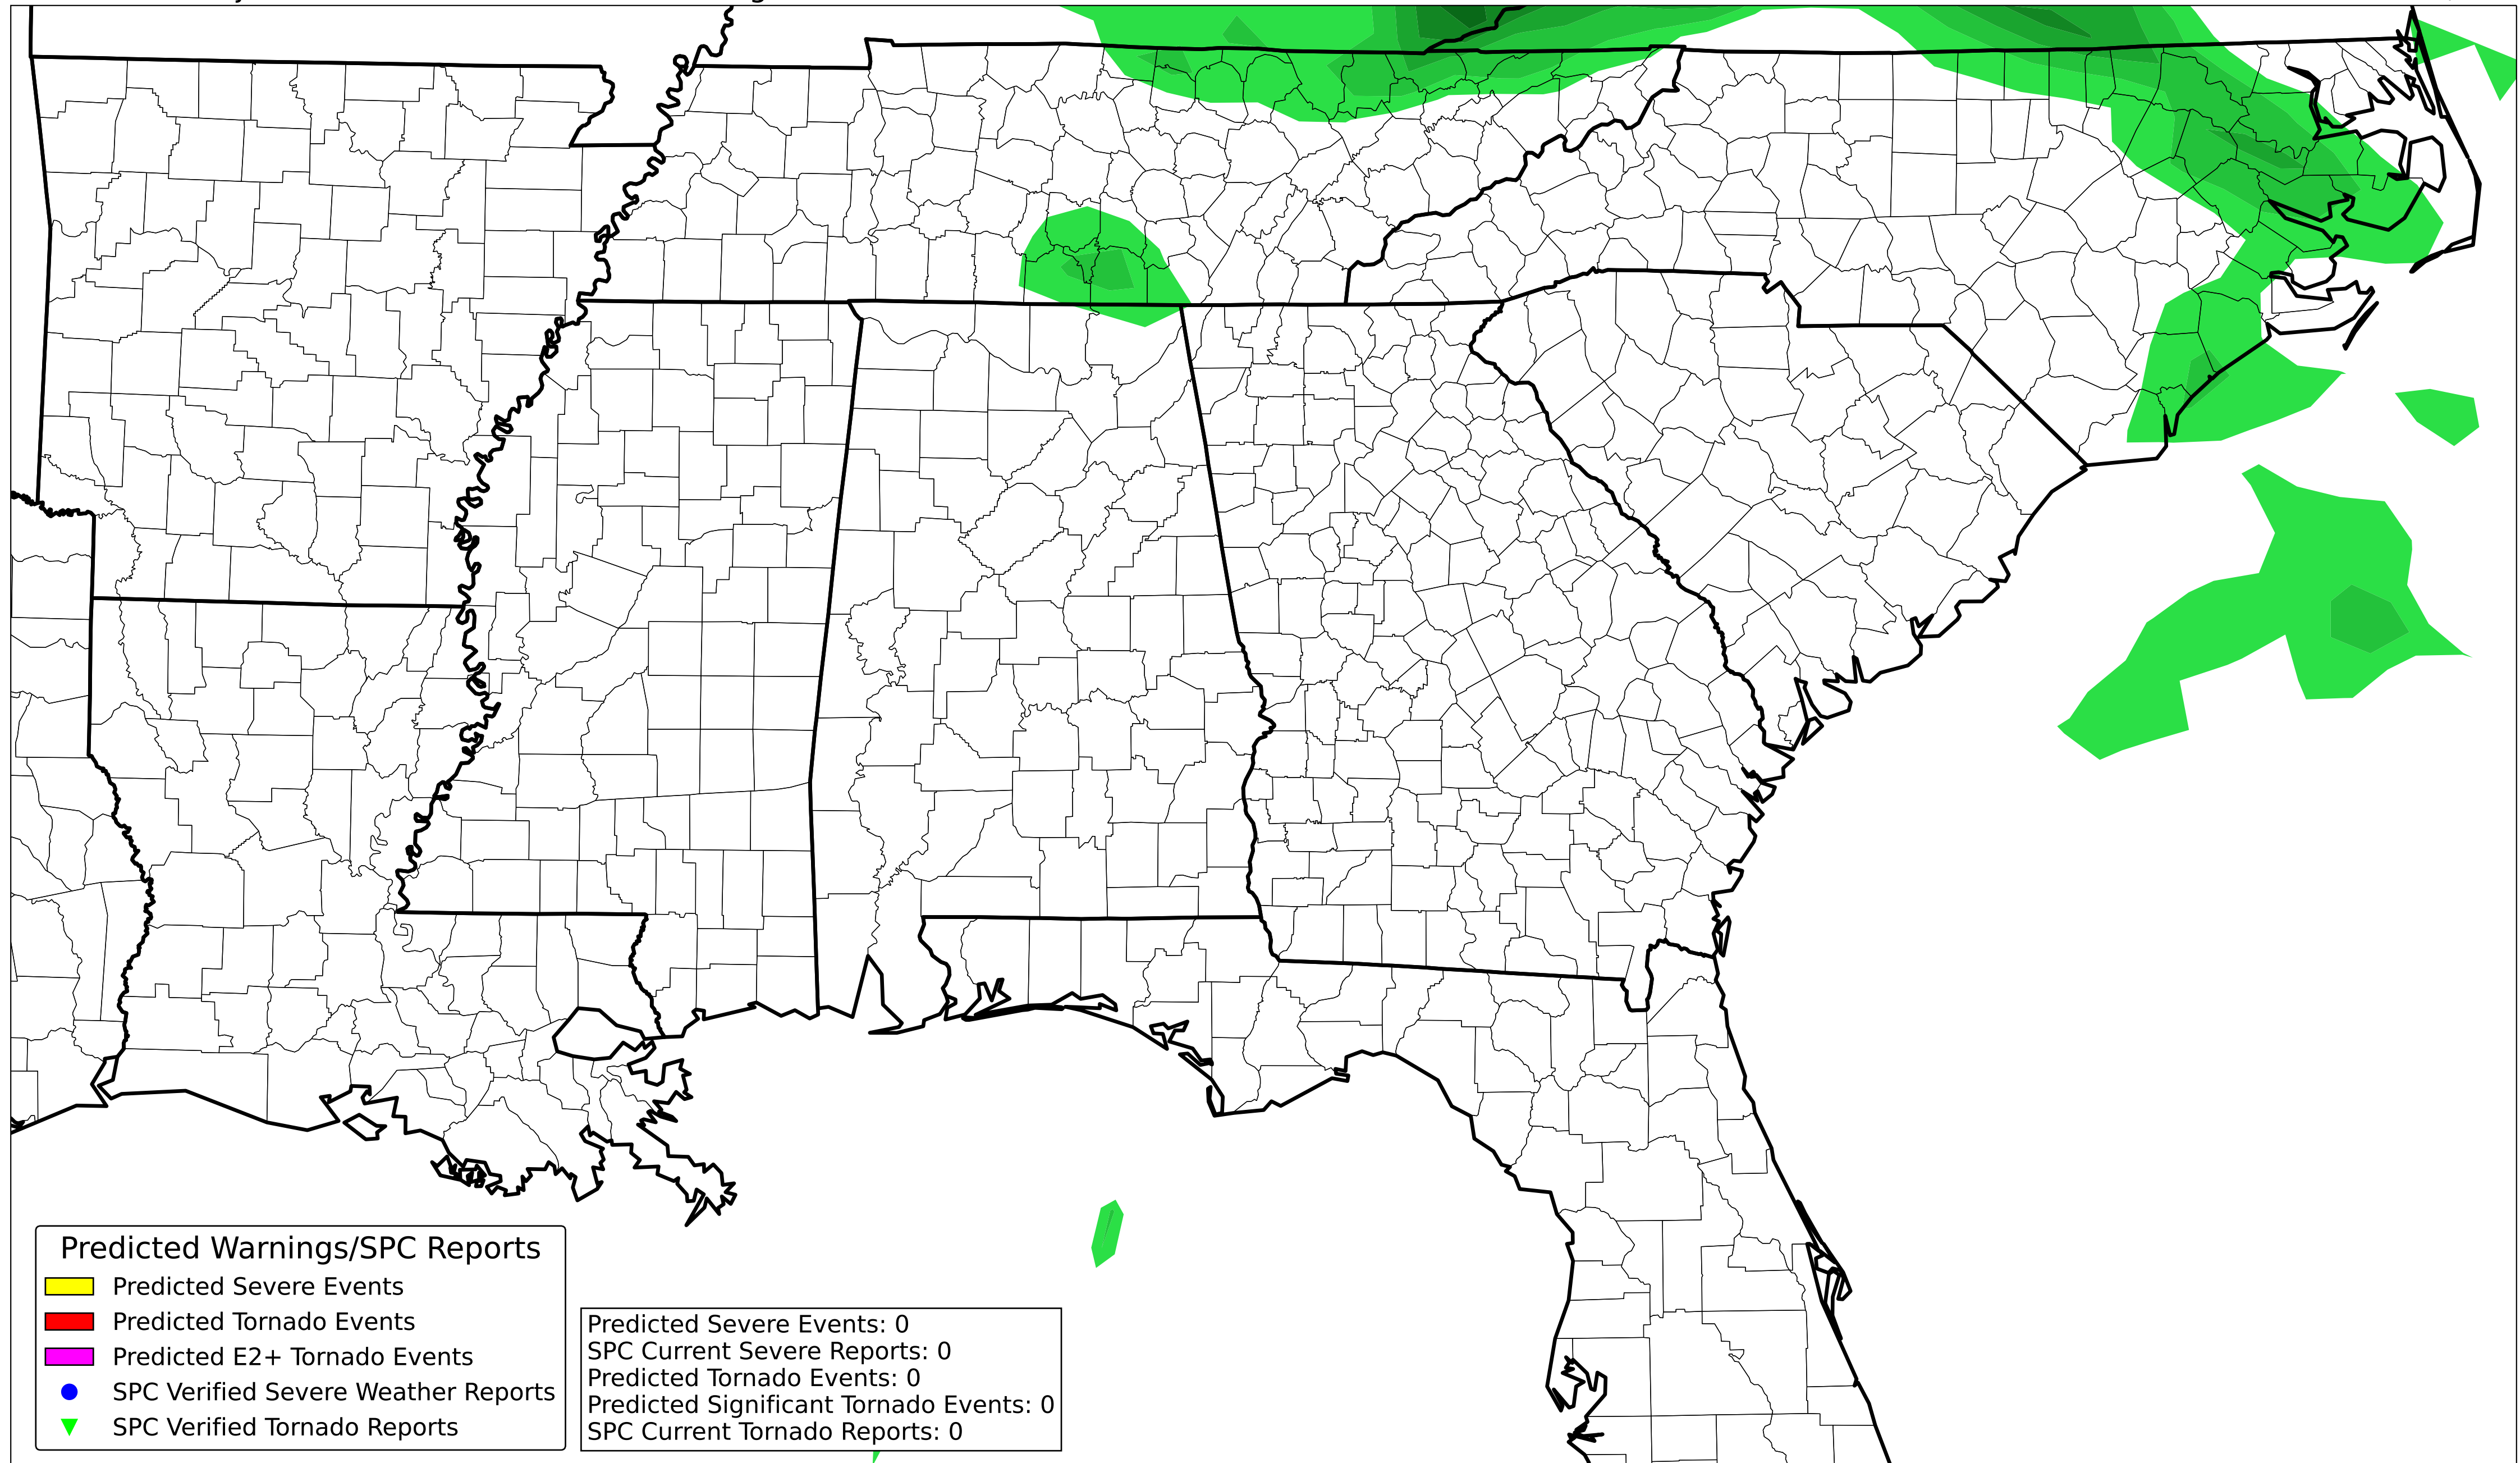 Predicted Warnings/SPC Reports
Predicted Severe Events
Predicted Tornado Events
Predicted E2+ Tornado Events
SPC Verified Severe Weather Reports
SPC Verified Tornado Reports
Predicted Severe Events: 0
SPC Current Severe Reports: 0
Predicted Tornado Events: 0
Predicted Significant Tornado Events: 0
SPC Current Tornado Reports: 0